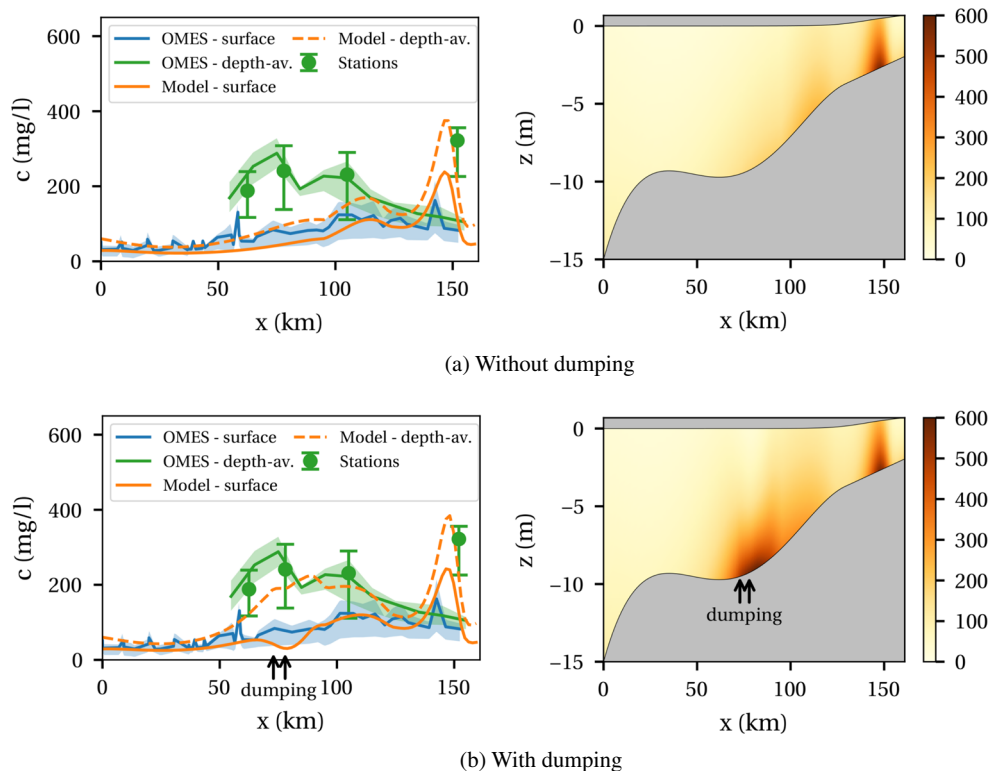 OMES - surface
OMES - depth-av.
Model - surface
Model - depth-av.
Stations
600
400
200
0
c (mg/l)
0
50
100
150
x (km)
0
−5
−10
−15
z (m)
0
50
100
150
x (km)
600
500
400
300
200
100
0
(a) Without dumping
OMES - surface
OMES - depth-av.
Model - surface
Model - depth-av.
Stations
600
400
200
0
c (mg/l)
0
50
100
150
dumping
x (km)
0
−5
−10
−15
z (m)
dumping
0
50
100
150
x (km)
600
500
400
300
200
100
0
(b) With dumping